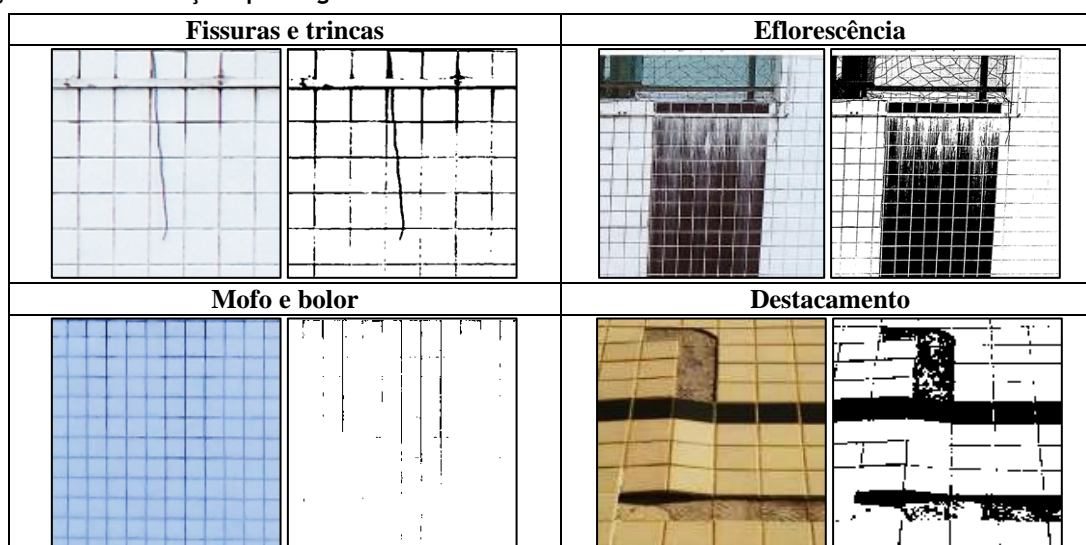 Fissuras e trincas
Eflorescência
Mofo e bolor
Destacamento